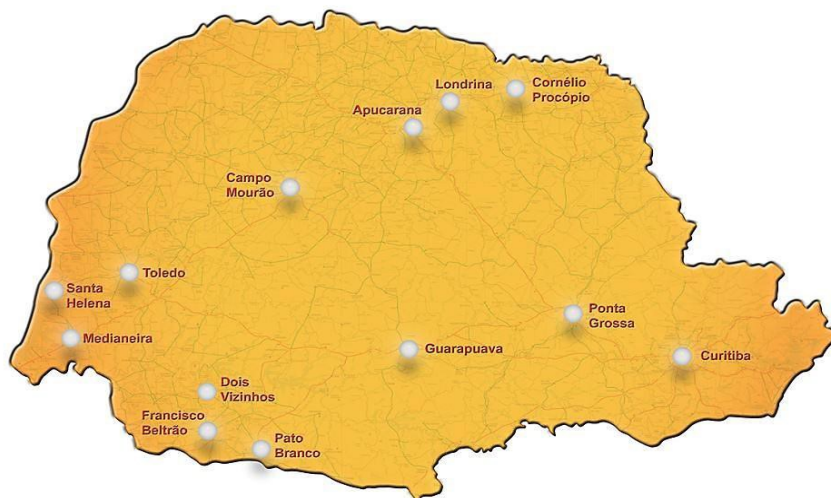 Londrina
Cornélio
Procópio
Apucarana
Campo
Mourão
Toledo
Santa
Helena
Medianeira
Ponta
Grossa
Guarapuava
Curitiba
Dois
Vizinhos
Francisco
Beltrão
Pato
Branco